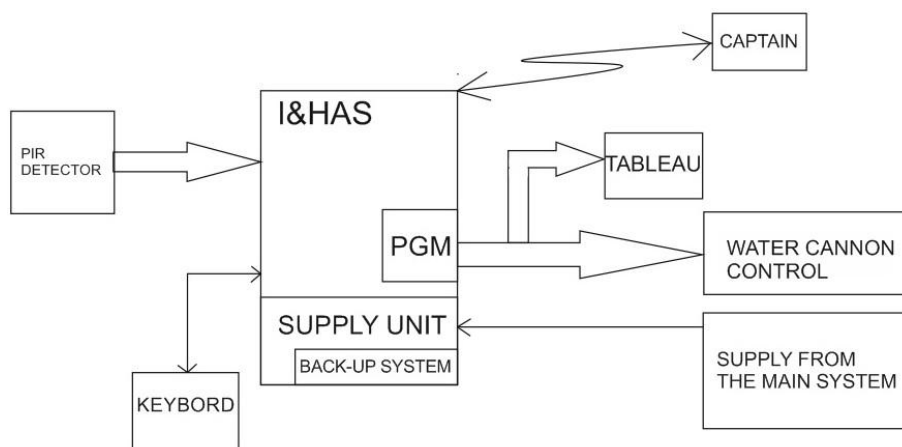 CAPTAIN
I&HAS
PIR
DETECTOR
TABLEAU
PGM
WATER CANNON
CONTROL
SUPPLY UNIT
BACK-UP SYSTEM
SUPPLY FROM
THE MAIN SYSTEM
KEYBORD